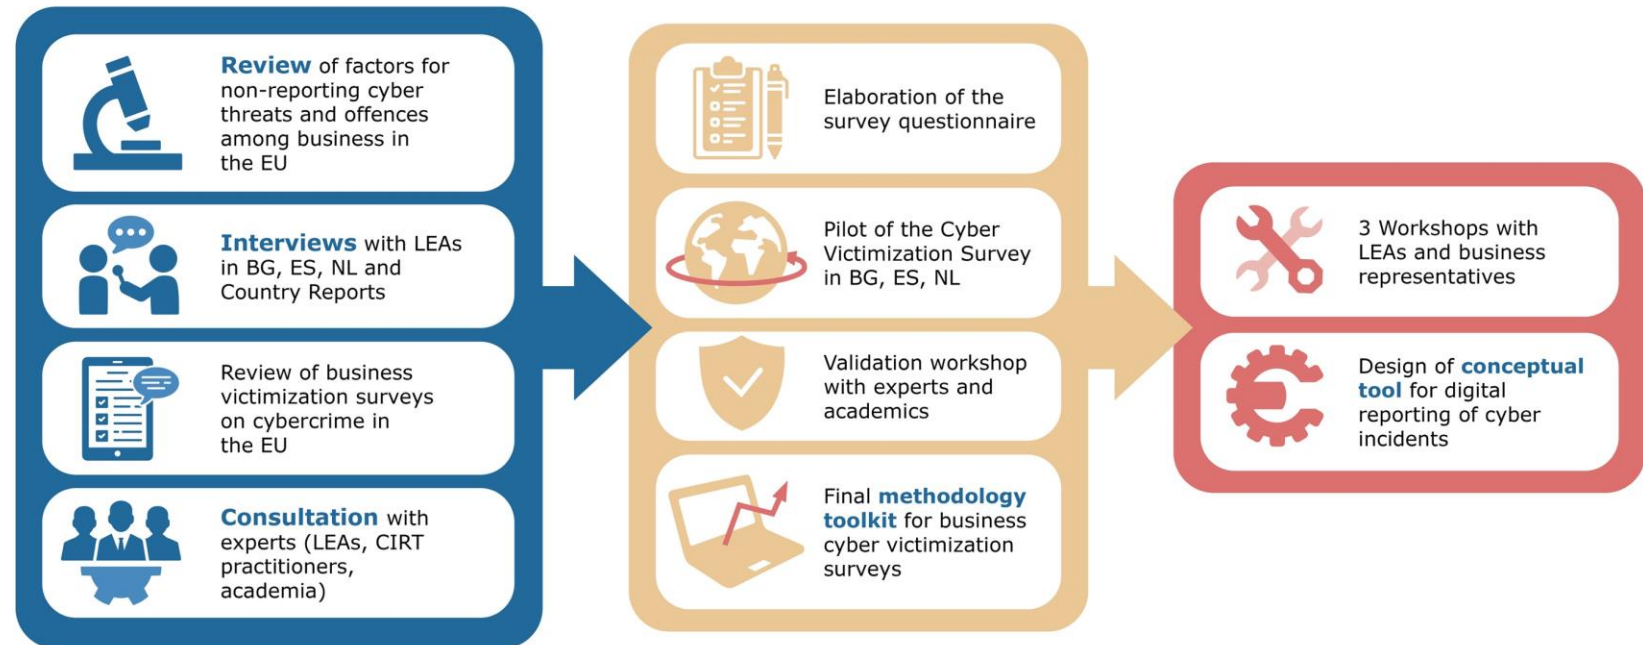 Review of factors for
non-reporting cyber
threats and offences
among business in
the EU
Interviews with LEAs
in BG, ES, NL and
Country Reports
Review of business
victimization surveys
on cybercrime in
the EU
Consultation with
experts (LEAs, CIRT
practitioners,
academia)
Elaboration of the
survey questionnaire
Pilot of the Cyber
Victimization Survey
in BG, ES, NL
Validation workshop
with experts and
academics
Final methodology
toolkit for business
cyber victimization
surveys
3 Workshops with
LEAs and business
representatives
Design of conceptual
tool for digital
reporting of cyber
incidents